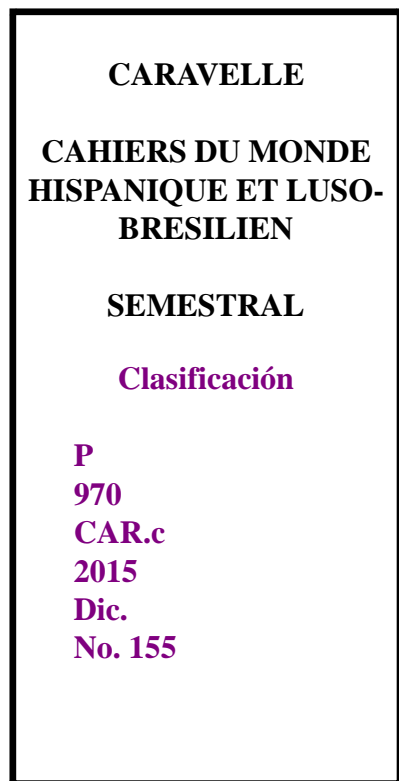 CARAVELLE
CAHIERS DU MONDE
HISPANIQUE ET LUSO-
BRESILIEN
SEMESTRAL
Clasificación
P
970
CAR.c
2015
Dic.
No. 155